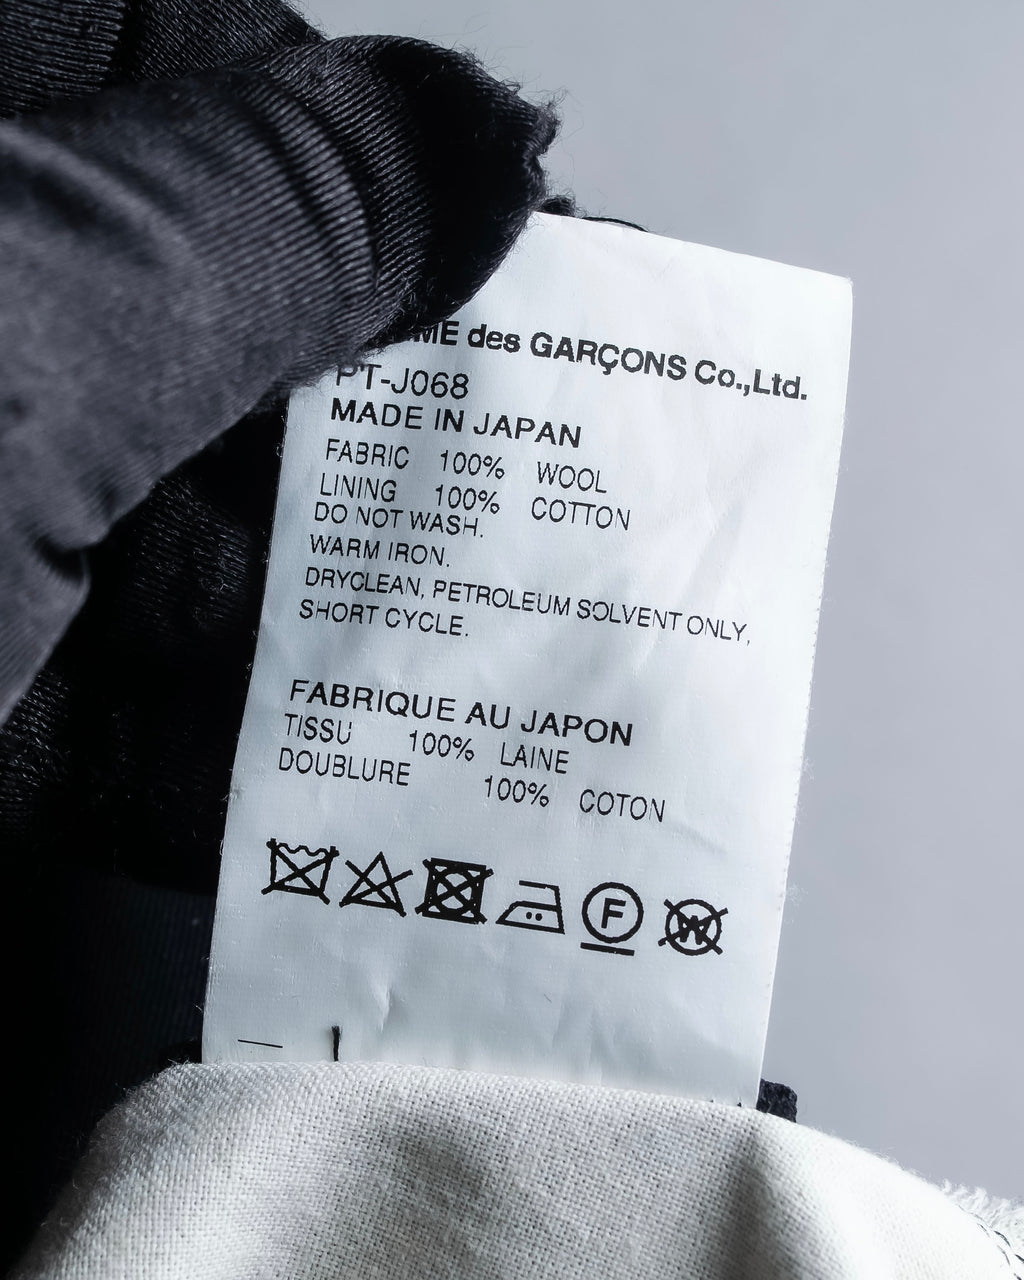 ME des GARÇONS Co.,Ltd.
PT-J068
MADE IN JAPAN
FABRIC 100% WOOL
LINING 100% COTTON
DO NOT WASH.
WARM IRON.
DRYCLEAN, PETROLEUM SOLVENT ONLY,
SHORT CYCLE.
FABRIQUE AU JAPON
TISSU 100% LAINE
DOUBLURE 100% COTON
F W